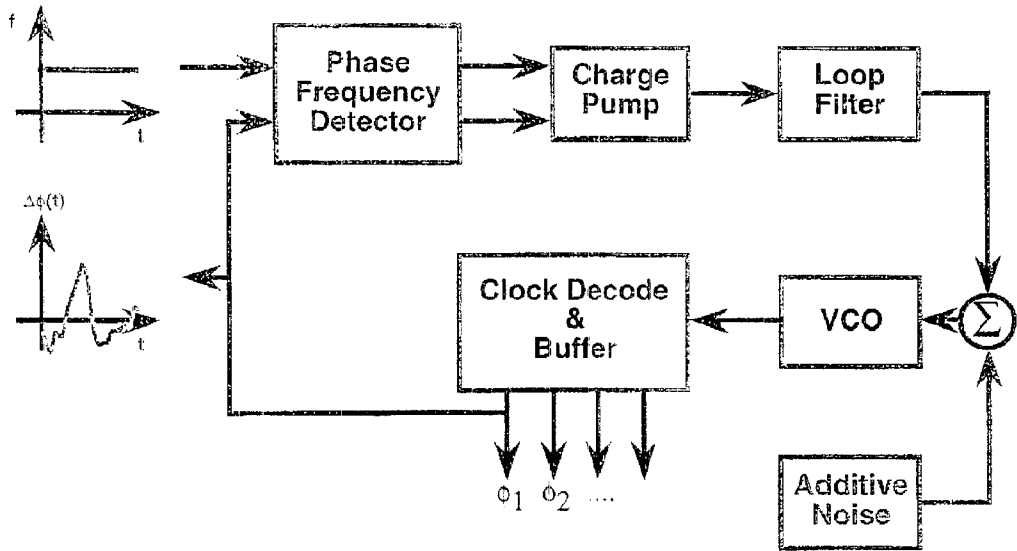 f
t
Phase
Frequency
Detector
Charge
Pump
Loop
Filter
Δϕ(t)
t
Clock Decode
&
Buffer
VCO
Σ
ϕ1 ϕ2 ....
Additive
Noise